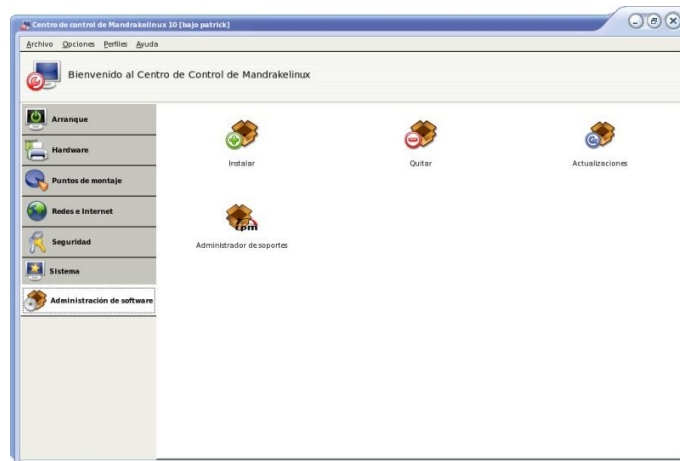 Centro de control de Mandrakelinux 10 [bajo patrick]
Archivo Opciones Perfiles Ayuda
Bienvenido al Centro de Control de Mandrakelinux
Arranque
Hardware
Puntos de montaje
Redes e Internet
Seguridad
Sistema
Administración de software
Instalar Quitar Actualizaciones
rpm
Administrador de soportes